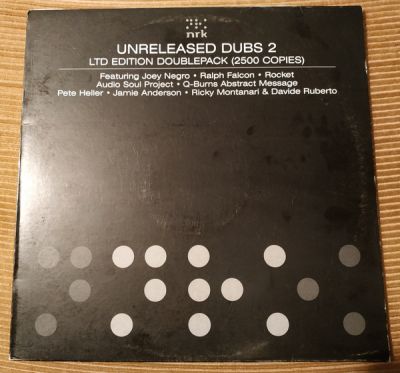 nrk
UNRELEASED DUBS 2
LTD EDITION DOUBLEPACK (2500 COPIES)
Featuring Joey Negro • Ralph Falcon • Rocket
Audio Soul Project • Q-Burns Abstract Message
Pete Heller • Jamie Anderson • Ricky Montanari & Davide Ruberto